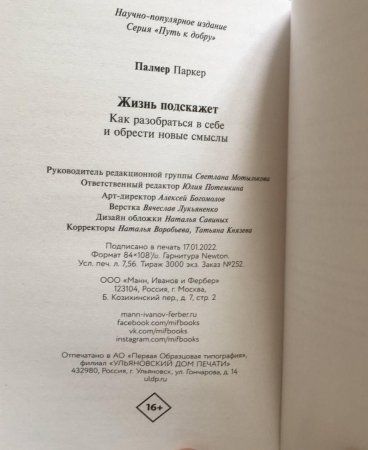 Научно-популярное издание
Серия «Путь к добру»
Палмер Паркер
Жизнь подскажет
Как разобраться в себе
и обрести новые смыслы
Руководитель редакционной группы Светлана Мотылькова
Ответственный редактор Юлия Потемкина
Арт-директор Алексей Богомолов
Верстка Вячеслав Лукьяненко
Дизайн обложки Наталья Савиных
Корректоры Наталья Воробьева, Татьяна Князева
Подписано в печать 17.01.2022.
Формат 84×108¹/₃₂. Гарнитура Newton.
Усл. печ. л. 7,56. Тираж 3000 экз. Заказ №252.
ООО «Манн, Иванов и Фербер»
123104, Россия, г. Москва,
Б. Козихинский пер., д. 7, стр. 2
mann-ivanov-ferber.ru
facebook.com/mifbooks
vk.com/mifbooks
instagram.com/mifbooks
Отпечатано в АО «Первая Образцовая типография»,
филиал «УЛЬЯНОВСКИЙ ДОМ ПЕЧАТИ»
432980, Россия, г. Ульяновск, ул. Гончарова, д. 14
uldp.ru
16+